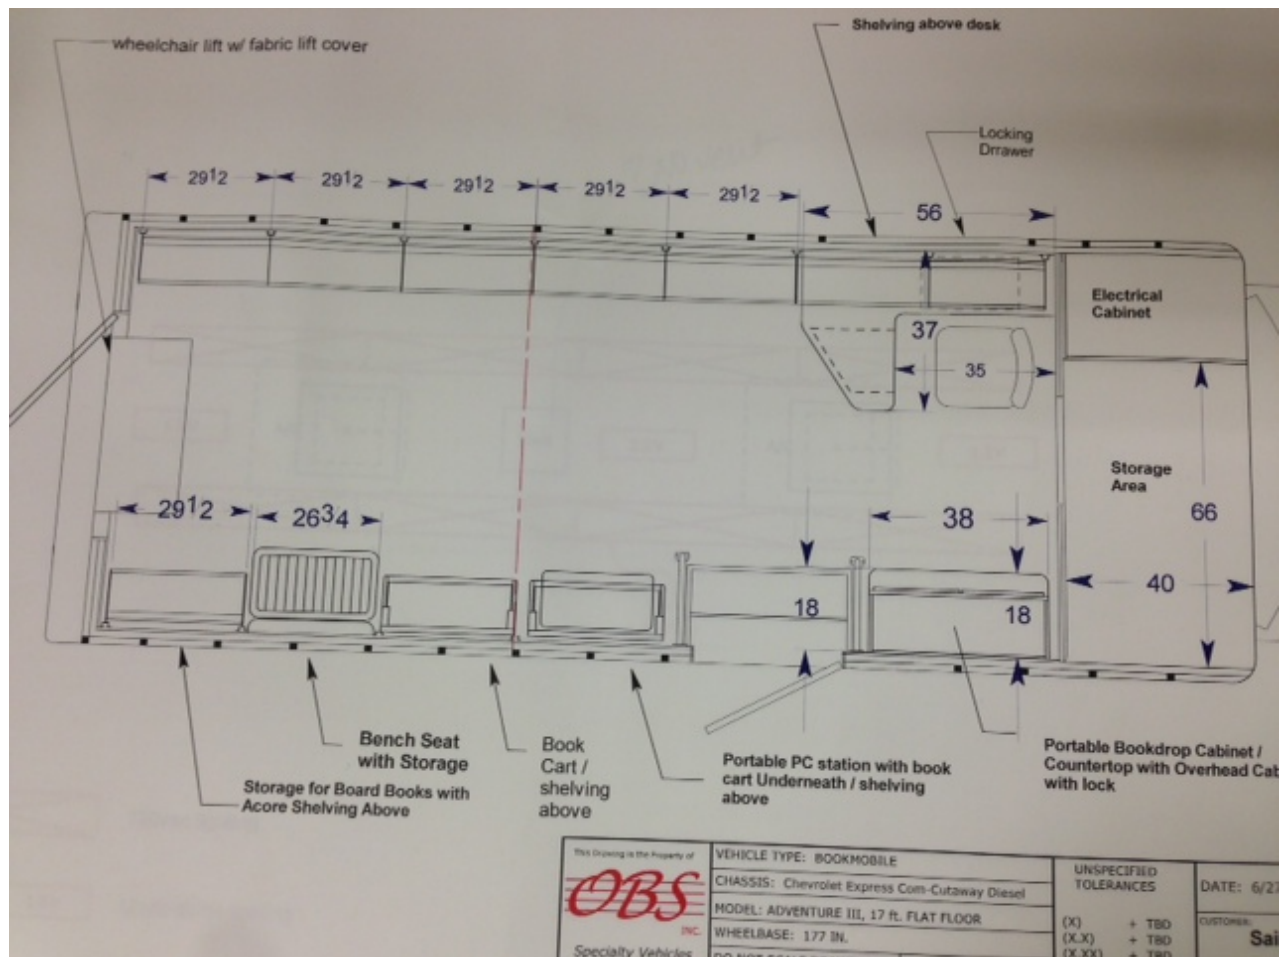 Shelving above desk
wheelchair lift w/ fabric lift cover
Locking
Drrawer
29 1 2
29 1 2
29 1 2
29 1 2
29 1 2
56
Electrical
Cabinet
37
35
Storage
Area
29 1 2
26 3 4
38
66
40
18
18
Bench Seat
with Storage
Storage for Board Books with
Acore Shelving Above
Book
Cart /
shelving
above
Portable PC station with book
cart Underneath / shelving
above
Portable Bookdrop Cabinet /
Countertop with Overhead Cab
with lock
This Drawing is the Property of
OBS
INC.
Specialty Vehicles
VEHICLE TYPE: BOOKMOBILE
CHASSIS: Chevrolet Express Com-Cutaway Diesel
MODEL: ADVENTURE III, 17 ft. FLAT FLOOR
WHEELBASE: 177 IN.
UNSPECIFIED
TOLERANCES
(X) + TBD
(X.X) + TBD
(X.XX) + TBD
DATE: 6/27
CUSTOMER:
Sai